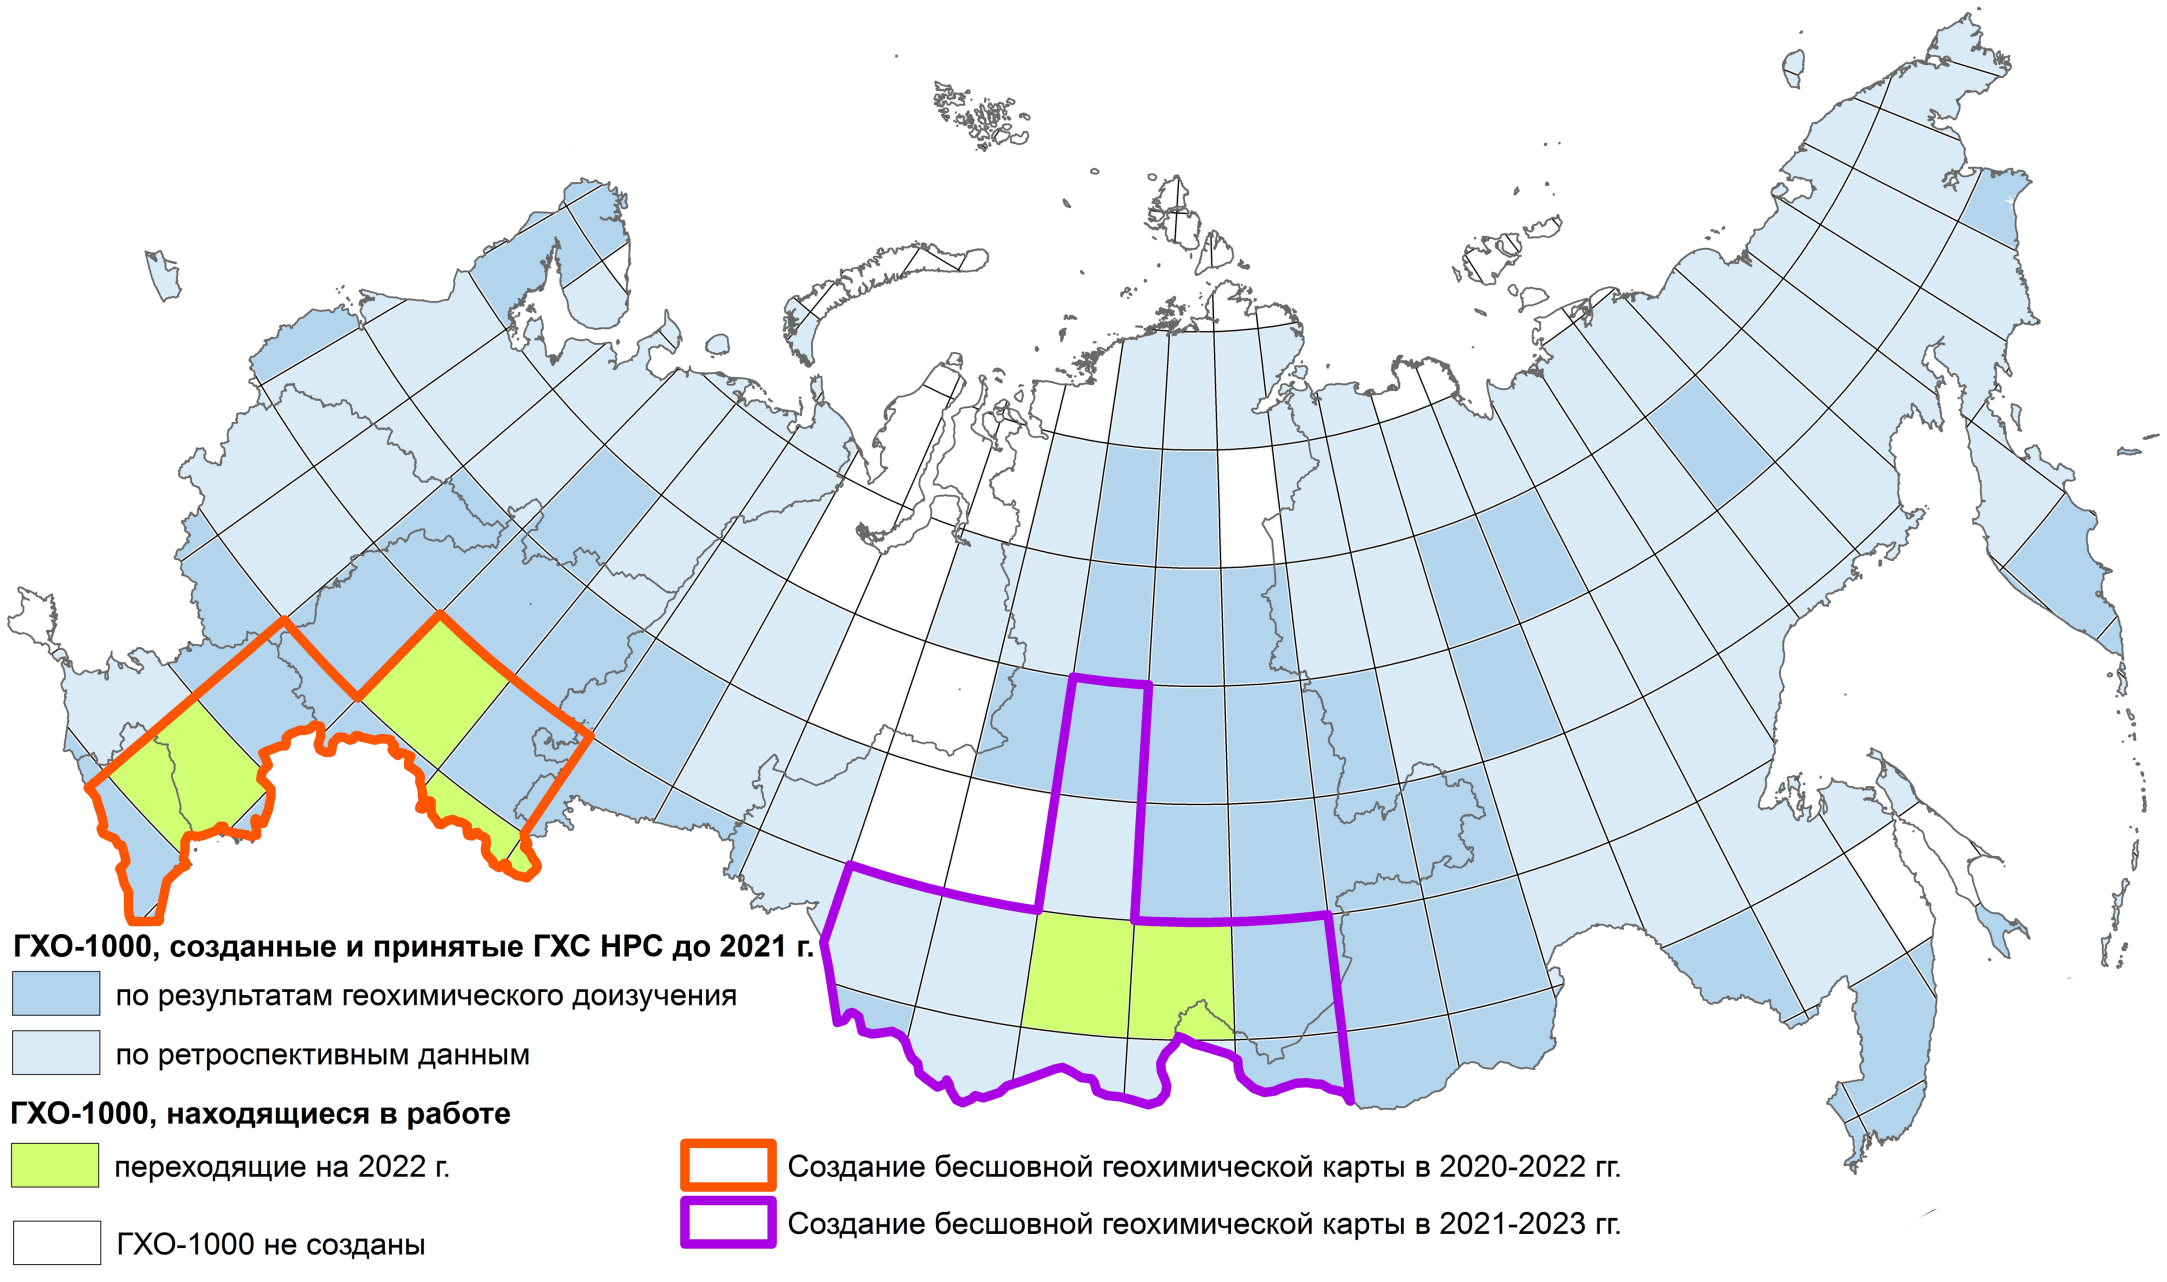 ГХО-1000, созданные и принятые ГХС НРС до 2021 г.
по результатам геохимического доизучения
по ретроспективным данным
ГХО-1000, находящиеся в работе
переходящие на 2022 г.
ГХО-1000 не созданы
Создание бесшовной геохимической карты в 2020-2022 гг.
Создание бесшовной геохимической карты в 2021-2023 гг.